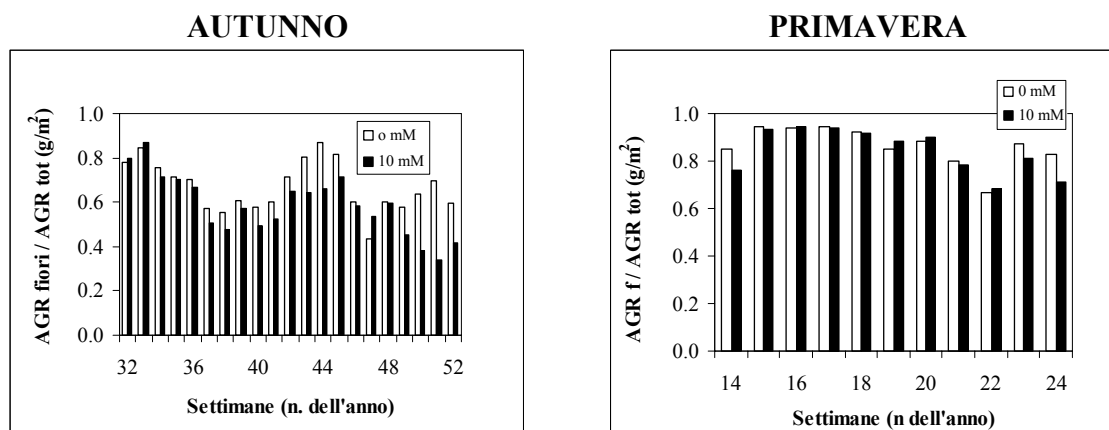 AUTUNNO
AGR fiori / AGR tot (g/m²)
1.0
0.8
0.6
0.4
0.2
0.0
o mM
10 mM
32 36 40 44 48 52
Settimane (n. dell'anno)
PRIMAVERA
AGR f / AGR tot (g/m²)
1.0
0.8
0.6
0.4
0.2
0.0
0 mM
10 mM
14 16 18 20 22 24
Settimane (n dell'anno)